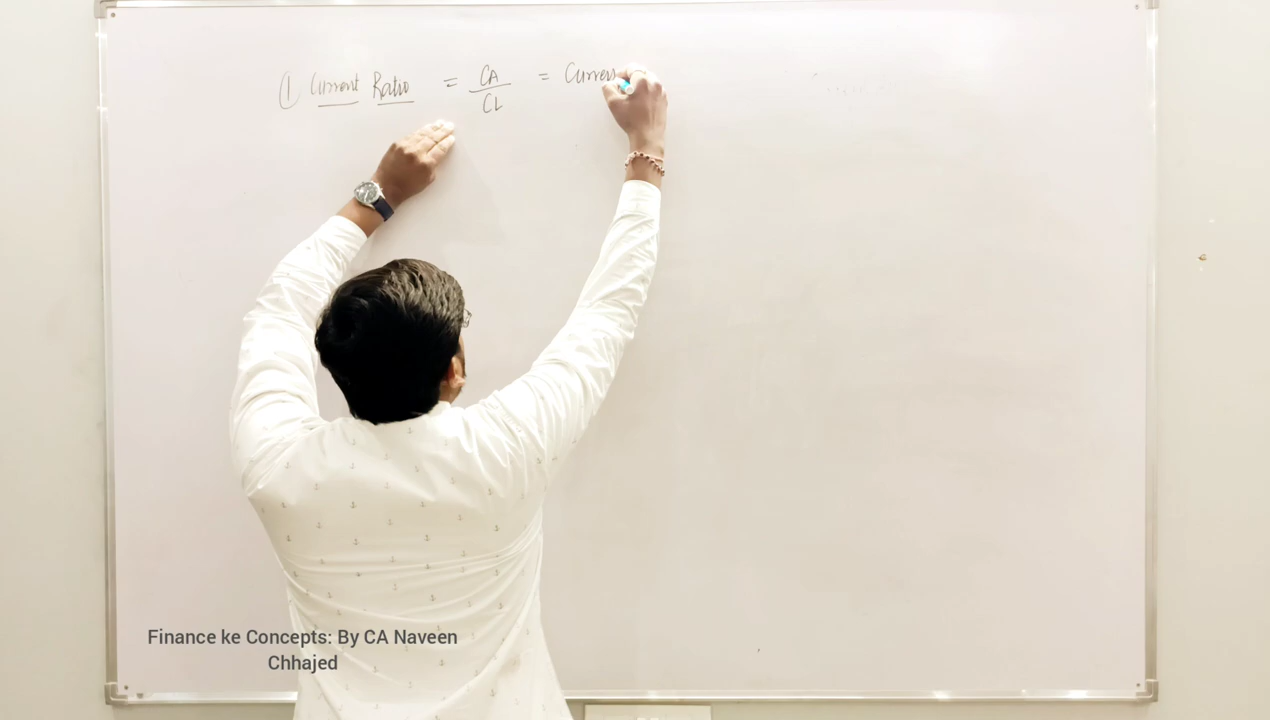 ① Current Ratio = CA / CL = Curren
Finance ke Concepts: By CA Naveen
Chhajed